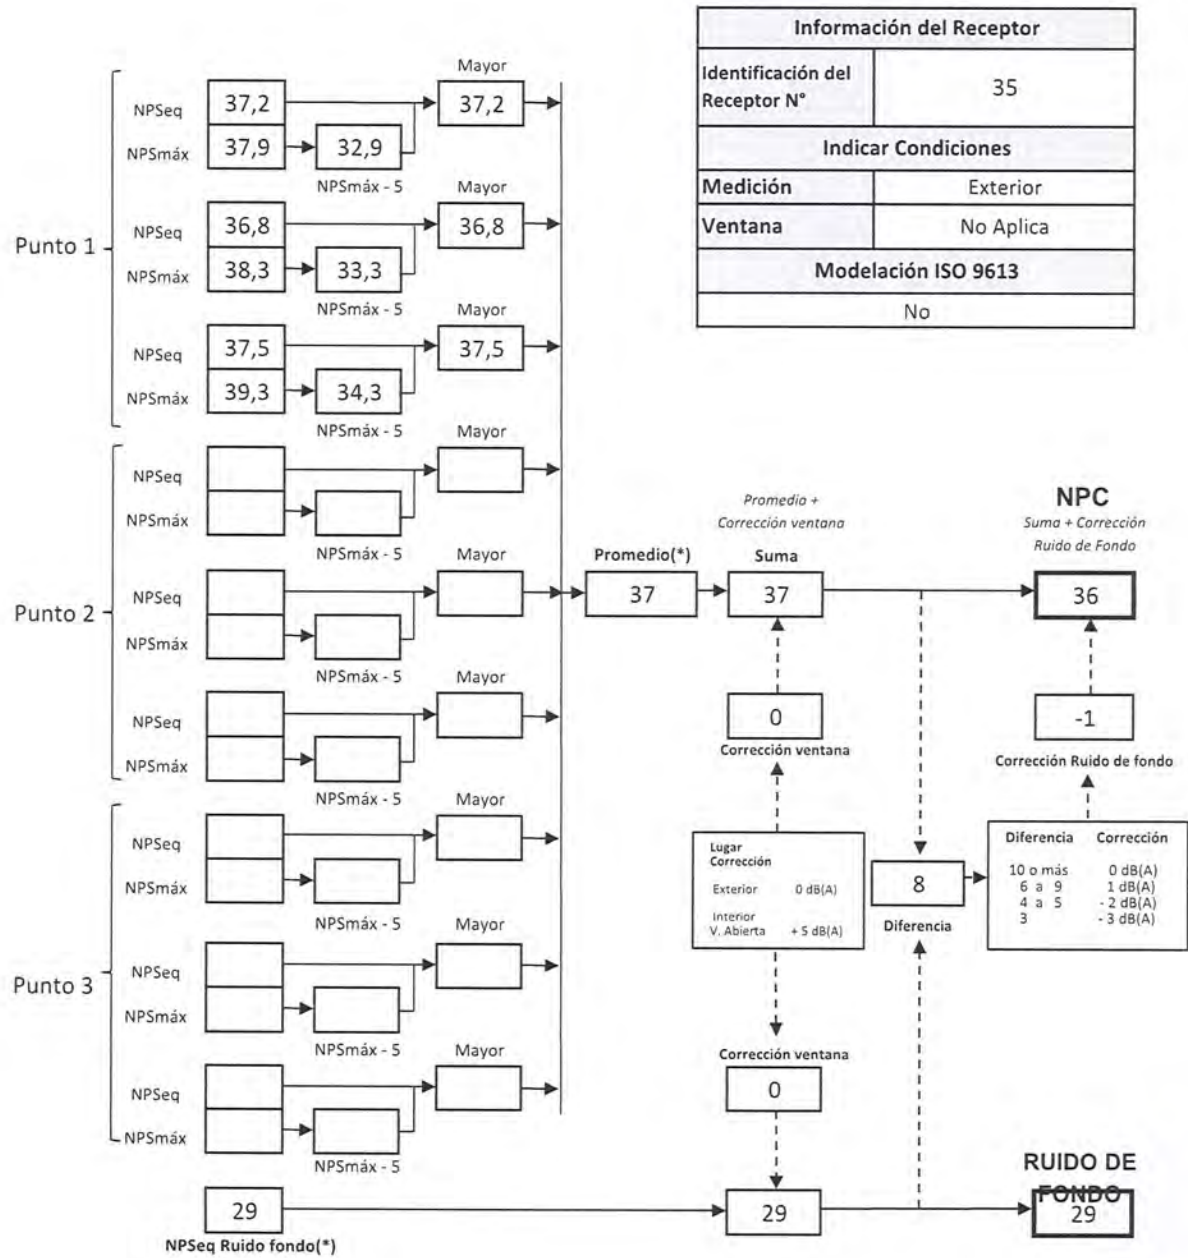 Información del Receptor
Identificación del
Receptor N°
35
Indicar Condiciones
Medición Exterior
Ventana No Aplica
Modelación ISO 9613
No
Punto 1
Mayor
NPSeq 37,2 37,2
NPSmáx 37,9 32,9
NPSmáx - 5
Mayor
NPSeq 36,8 36,8
NPSmáx 38,3 33,3
NPSmáx - 5
Mayor
NPSeq 37,5 37,5
NPSmáx 39,3 34,3
NPSmáx - 5
Punto 2
Mayor
NPSeq
NPSmáx
NPSmáx - 5
Mayor
NPSeq
NPSmáx
NPSmáx - 5
Mayor
NPSeq
NPSmáx
NPSmáx - 5
Punto 3
Mayor
NPSeq
NPSmáx
NPSmáx - 5
Mayor
NPSeq
NPSmáx
NPSmáx - 5
Mayor
NPSeq
NPSmáx
NPSmáx - 5
29
NPSeq Ruido fondo(*)
Promedio(*)
37
Promedio +
Corrección ventana
Suma
37
0
Corrección ventana
Lugar
Corrección
Exterior 0 dB(A)
Interior
V. Abierta + 5 dB(A)
Corrección ventana
0
29
8
Diferencia
NPC
Suma + Corrección
Ruido de Fondo
36
-1
Corrección Ruido de fondo
Diferencia Corrección
10 o más 0 dB(A)
6 a 9 1 dB(A)
4 a 5 - 2 dB(A)
3 - 3 dB(A)
RUIDO DE
FONDO
29